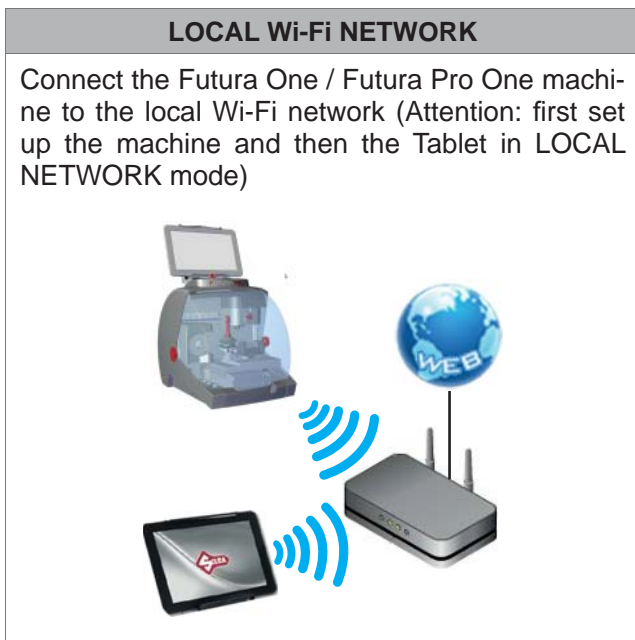 LOCAL Wi-Fi NETWORK
Connect the Futura One / Futura Pro One machi-
ne to the local Wi-Fi network (Attention: first set
up the machine and then the Tablet in LOCAL
NETWORK mode)
WEB
SILCA